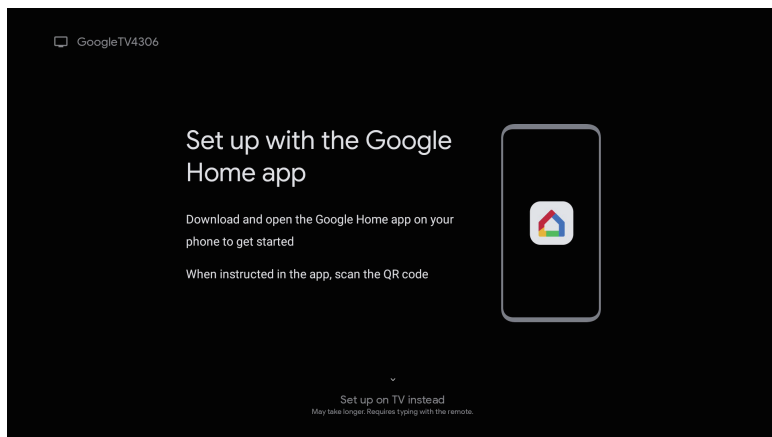 GoogleTV4306
Set up with the Google
Home app
Download and open the Google Home app on your
phone to get started
When instructed in the app, scan the QR code
Set up on TV instead
May take longer. Requires typing with the remote.